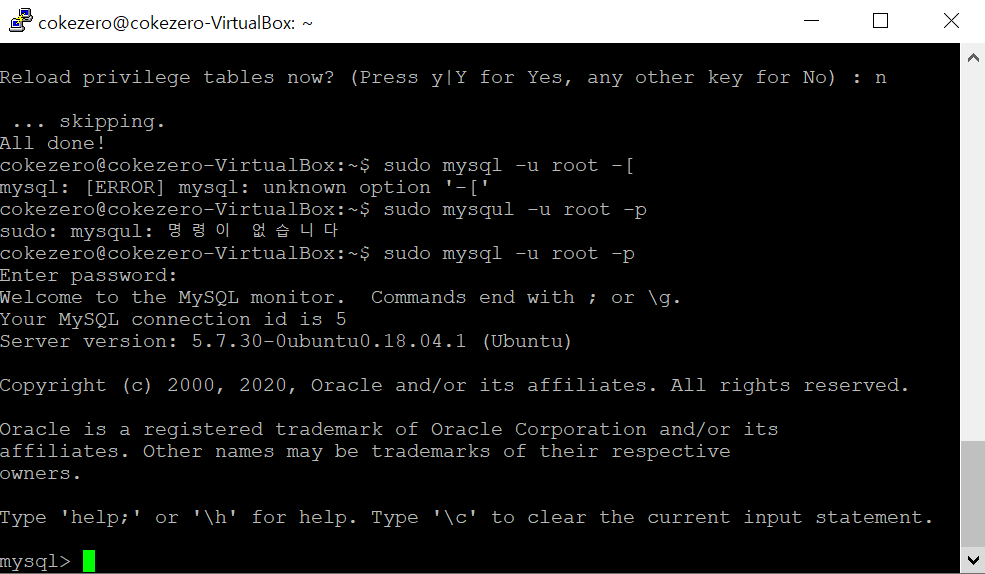 cokezero@cokezero-VirtualBox: ~
Reload privilege tables now? (Press y|Y for Yes, any other key for No) : n
... skipping.
All done!
cokezero@cokezero-VirtualBox:~$ sudo mysql -u root -[
mysql: [ERROR] mysql: unknown option '-['
cokezero@cokezero-VirtualBox:~$ sudo mysqul -u root -p
sudo: mysqul: 명령이 없습니다
cokezero@cokezero-VirtualBox:~$ sudo mysql -u root -p
Enter password:
Welcome to the MySQL monitor.  Commands end with ; or \g.
Your MySQL connection id is 5
Server version: 5.7.30-0ubuntu0.18.04.1 (Ubuntu)
Copyright (c) 2000, 2020, Oracle and/or its affiliates. All rights reserved.
Oracle is a registered trademark of Oracle Corporation and/or its
affiliates. Other names may be trademarks of their respective
owners.
Type 'help;' or '\h' for help. Type '\c' to clear the current input statement.
mysql>